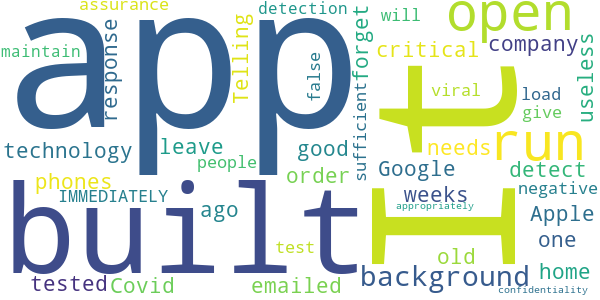 assurance
detection
will
open
app
maintain
response
Telling
false
forget
critical
company
useless
sufficient
It
viral
load
give
run
technology
leave
people
good
order
needs
Google
detect
phones
IMMEDIATELY
weeks
negative
built
ago
appropriately
Apple
test
old
one
background
home
tested
Covid
emailed
confidentiality